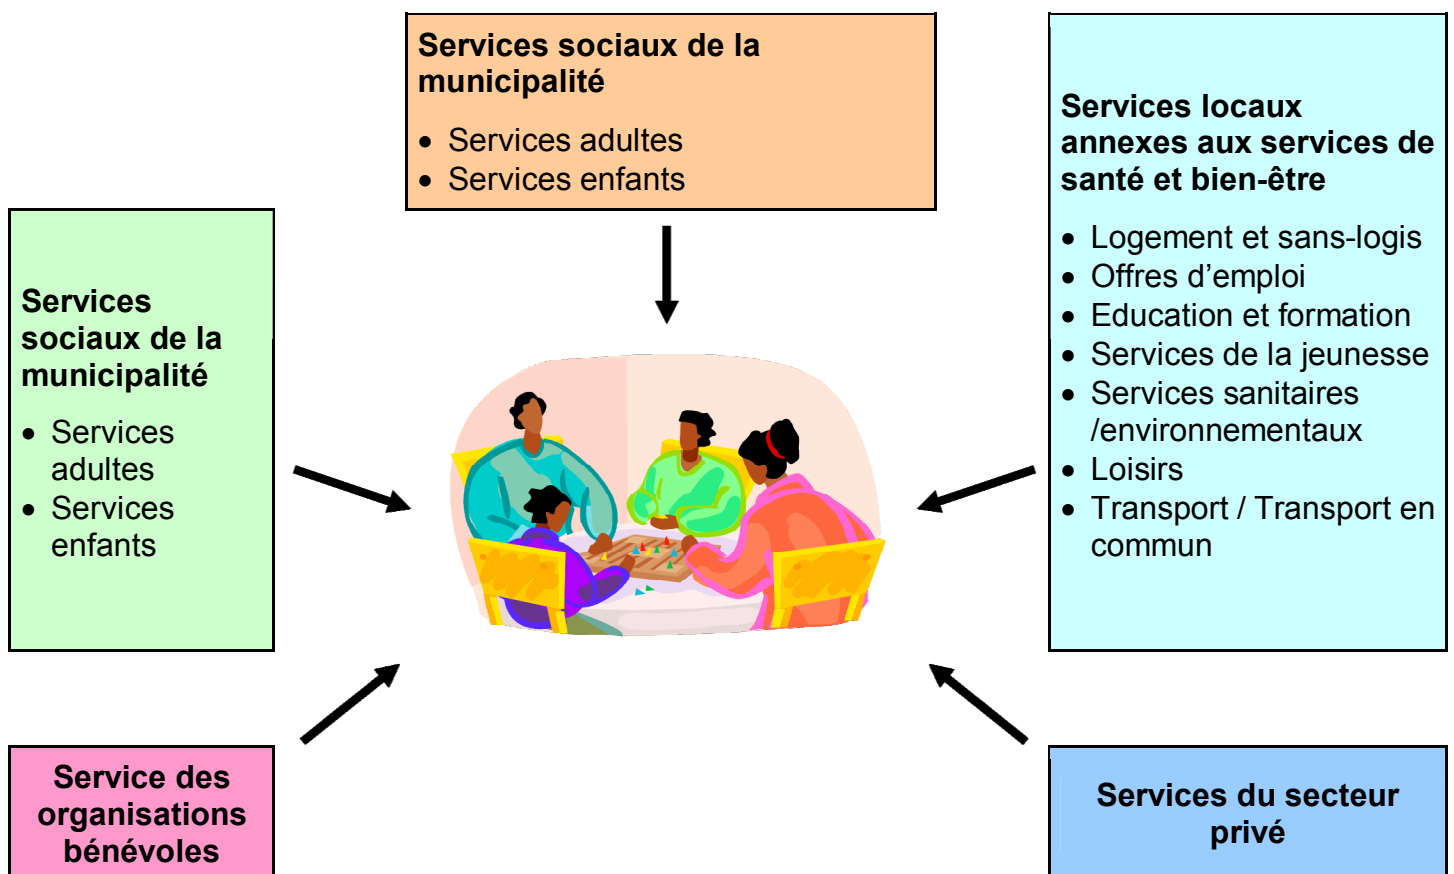 Services sociaux de la
municipalité
• Services adultes
• Services enfants
Services
sociaux de la
municipalité
• Services
adultes
• Services
enfants
Services locaux
annexes aux services de
santé et bien-être
• Logement et sans-logis
• Offres d’emploi
• Education et formation
• Services de la jeunesse
• Services sanitaires
/environnementaux
• Loisirs
• Transport / Transport en
commun
Service des
organisations
bénévoles
Services du secteur
privé